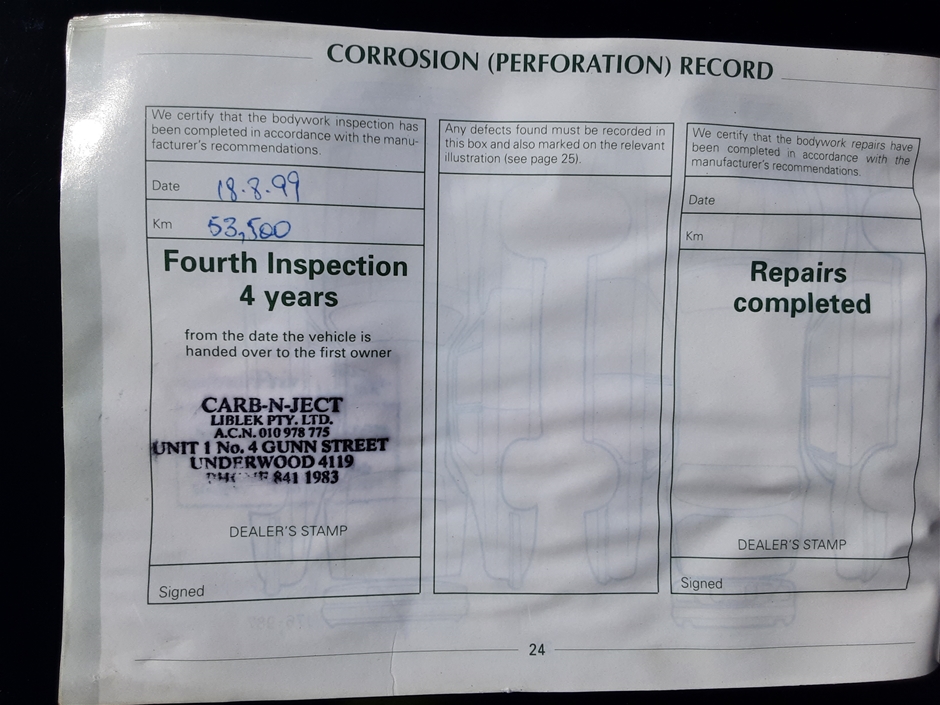 CORROSION (PERFORATION) RECORD
We certify that the bodywork inspection has
been completed in accordance with the manu-
facturer's recommendations.
Date 18.8.99
Km 53,500
Fourth Inspection
4 years
from the date the vehicle is
handed over to the first owner
CARB-N-JECT
LIBLEK PTY. LTD.
A.C.N. 010 978 775
UNIT 1 No. 4 GUNN STREET
UNDERWOOD 4119
841 1983
DEALER'S STAMP
Signed
Any defects found must be recorded in
this box and also marked on the relevant
illustration (see page 25).
We certify that the bodywork repairs have
been completed in accordance with the
manufacturer's recommendations.
Date
Km
Repairs
completed
DEALER'S STAMP
Signed
24